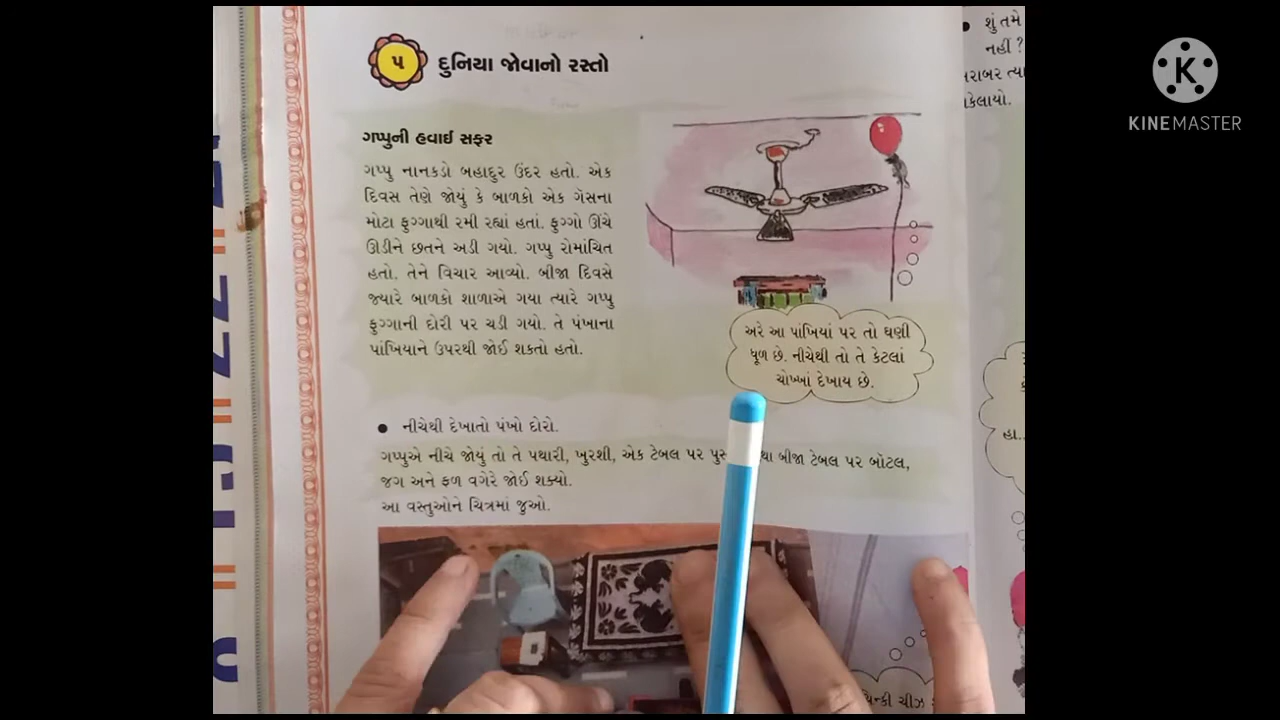 ૫ દુનિયા જોવાનો રસ્તો
ગપ્પુની હવાઈ સફર
ગપ્પુ નાનકડો બહાદુર ઉંદર હતો. એક
દિવસ તેણે જોયું કે બાળકો એક ગૅસના
મોટા ફુગ્ગાથી રમી રહ્યાં હતાં. ફુગ્ગો ઊંચે
ઊડીને છતને અડી ગયો. ગપ્પુ રોમાંચિત
હતો. તેને વિચાર આવ્યો. બીજા દિવસે
જ્યારે બાળકો શાળાએ ગયા ત્યારે ગપ્પુ
ફુગ્ગાની દોરી પર ચડી ગયો. તે પંખાના
પાંખિયાને ઉપરથી જોઈ શકતો હતો.
અરે આ પાંખિયાં પર તો ઘણી
ધૂળ છે. નીચેથી તો તે કેટલાં
ચોખ્ખાં દેખાય છે.
● નીચેથી દેખાતો પંખો દોરો.
ગપ્પુએ નીચે જોયું તો તે પથારી, ખુરશી, એક ટેબલ પર બીજા ટેબલ પર બૉટલ,
જગ અને ફળ વગેરે જોઈ શક્યો.
આ વસ્તુઓને ચિત્રમાં જુઓ.
ચીઝ
● શું તમે
નહીં ?
હા..
KINEMASTER